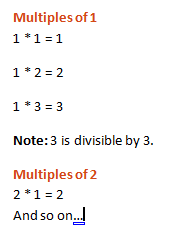 Multiples of 1
1 * 1 = 1
1 * 2 = 2
1 * 3 = 3
Note: 3 is divisible by 3.
Multiples of 2
2 * 1 = 2
And so on...